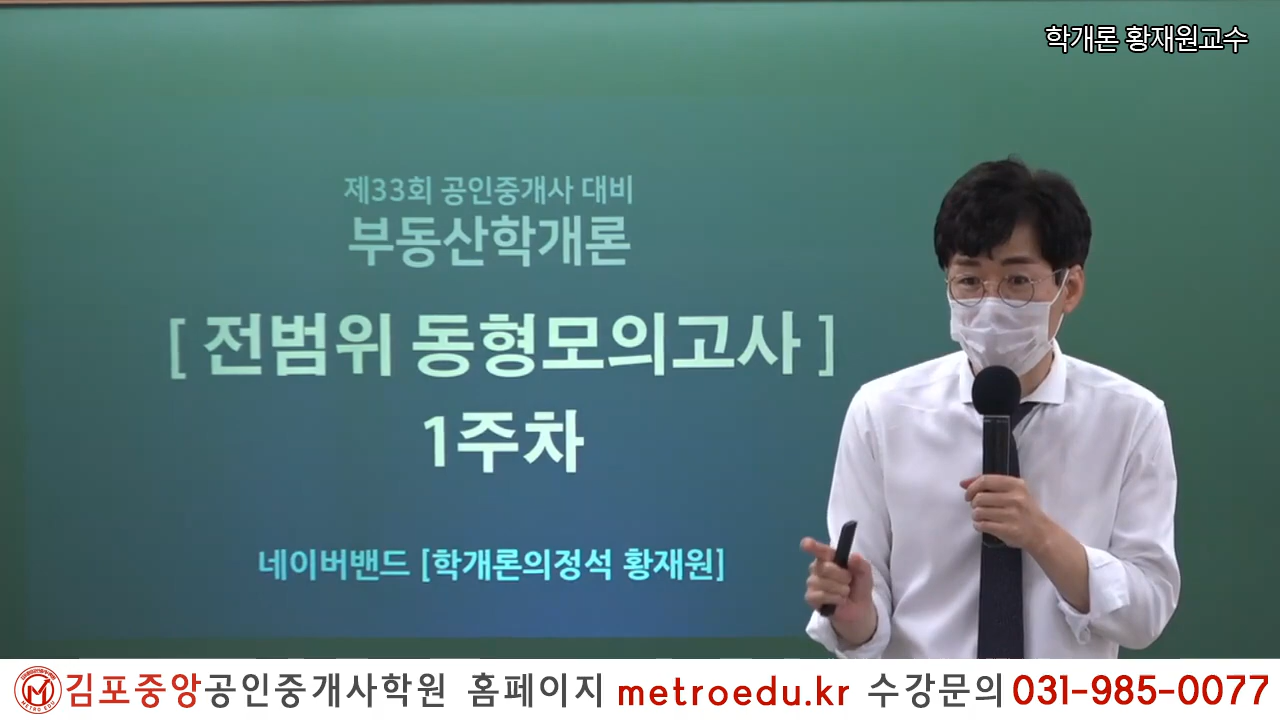 학개론 황재원교수
제33회 공인중개사 대비
부동산학개론
[ 전범위 동형모의고사 ]
1주차
네이버밴드 [학개론의정석 황재원]
METRO EDU
김포중앙공인중개사학원 홈페이지 metroedu.kr 수강문의 031-985-0077